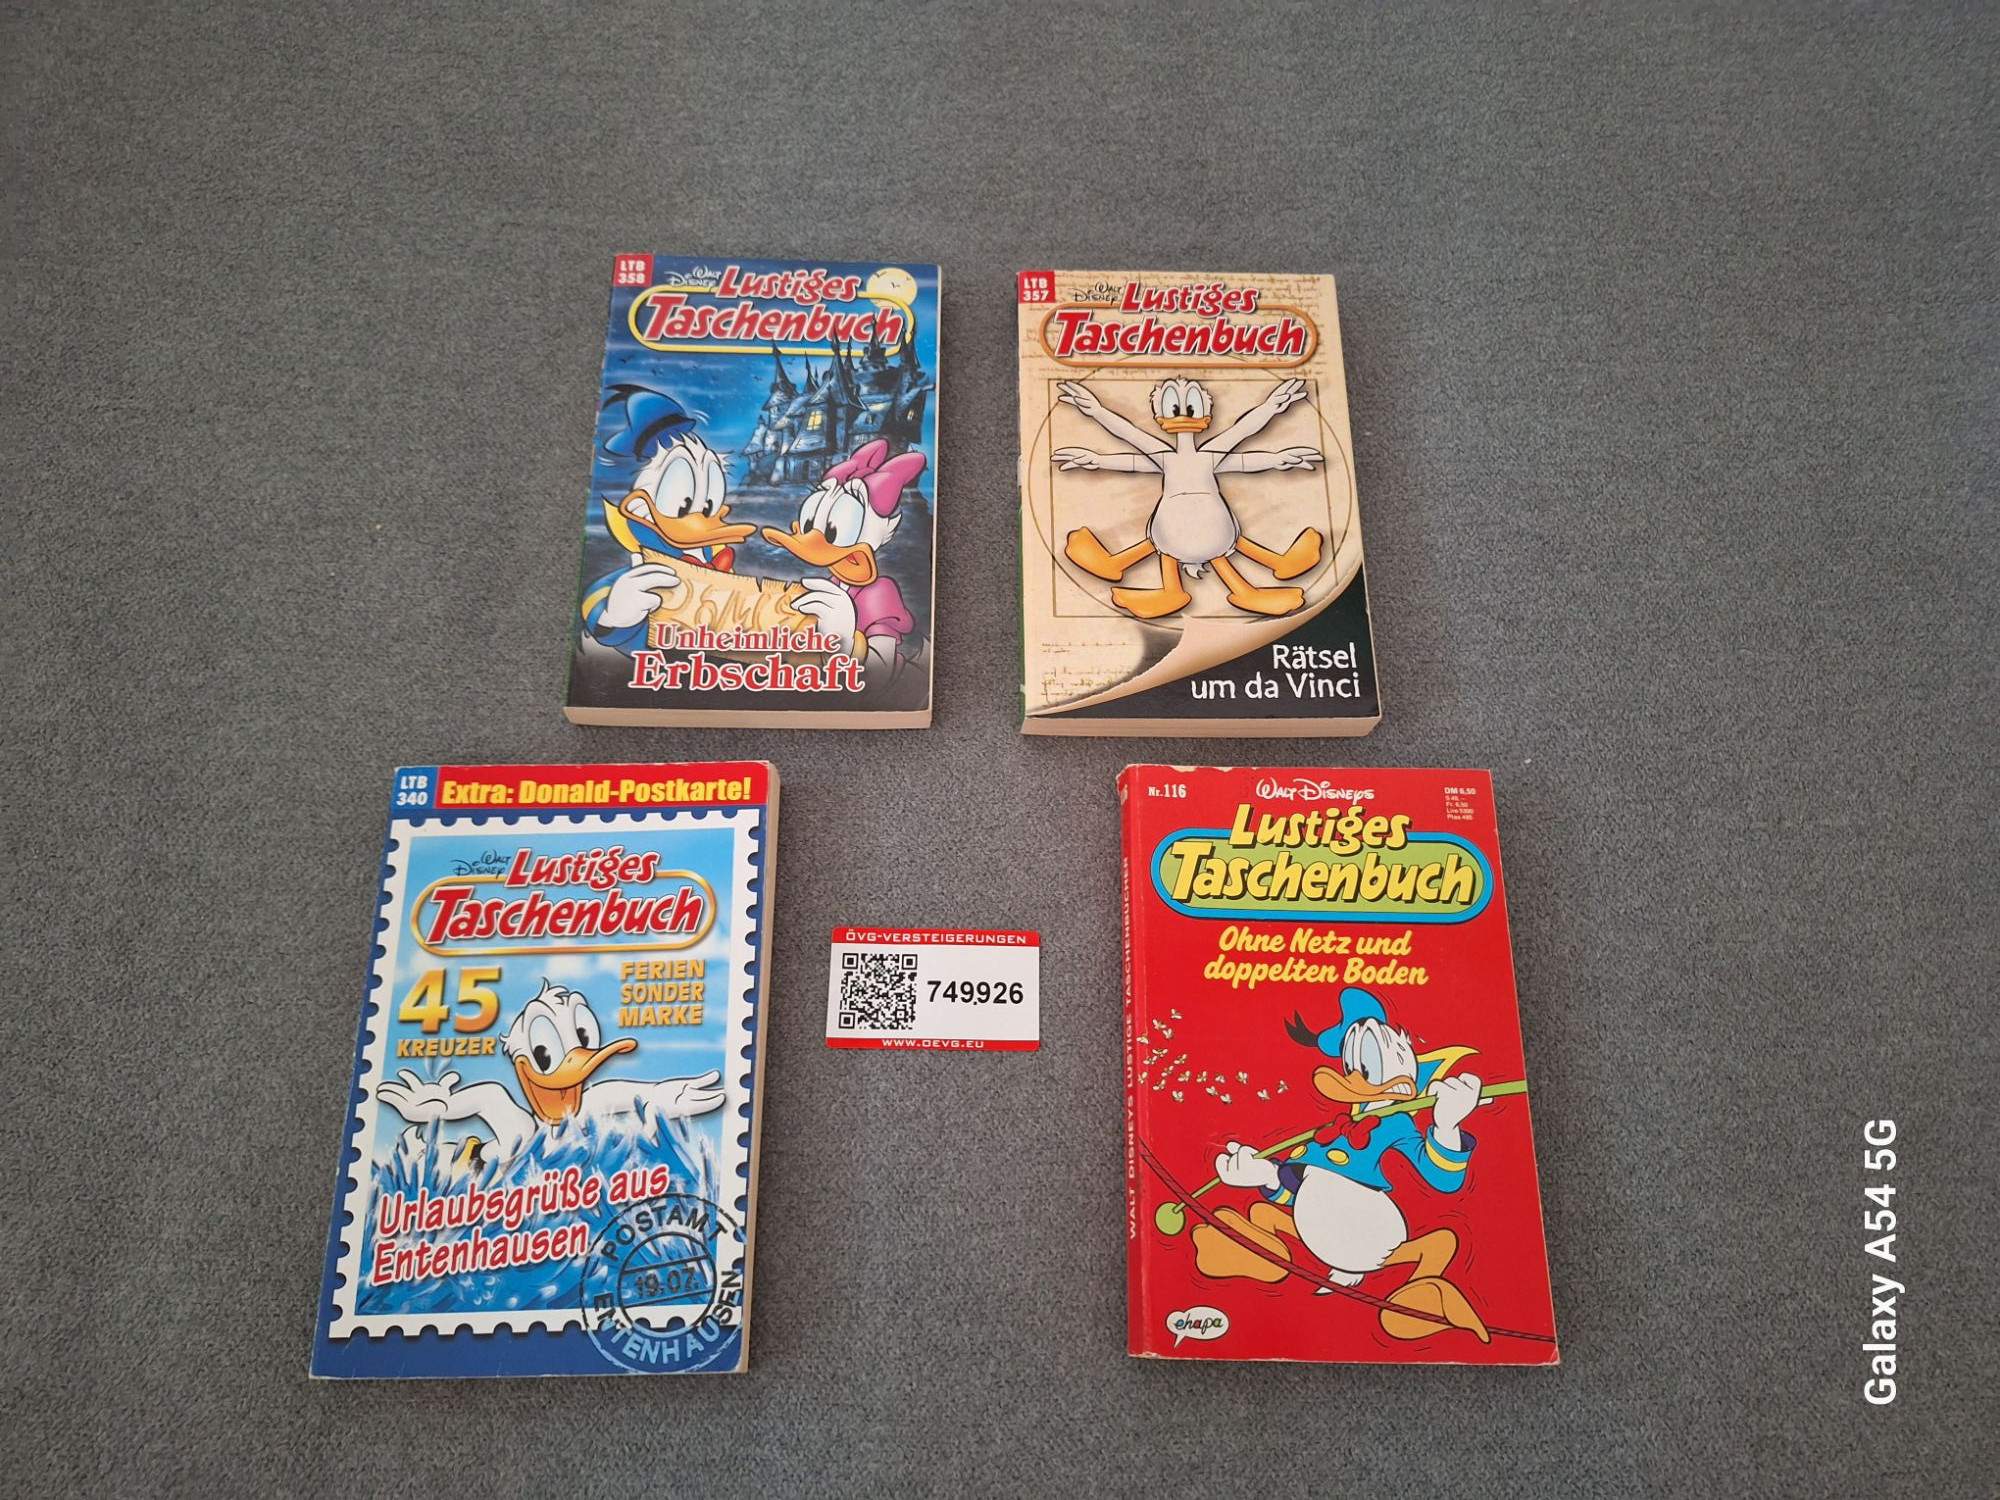 LTB
358
Walt
Disney
Lustiges
Taschenbuch
Unheimliche
Erbschaft
LTB
357
Walt
Disney
Lustiges
Taschenbuch
Rätsel
um da Vinci
LTB
340
Extra: Donald-Postkarte!
Walt
Disney
Lustiges
Taschenbuch
45
KREUZER
FERIEN
SONDER
MARKE
Urlaubsgrüße aus
Entenhausen
POSTAMT
19.07.
ENTENHAUSEN
ÖVG-VERSTEIGERUNGEN
749.926
WWW.OEVG.EU
Nr. 116
Walt Disneys
DM 6,50
Lustiges
Taschenbuch
Ohne Netz und
doppelten Boden
ehapa
WALT DISNEYS LUSTIGE TASCHENBÜCHER
Galaxy A54 5G